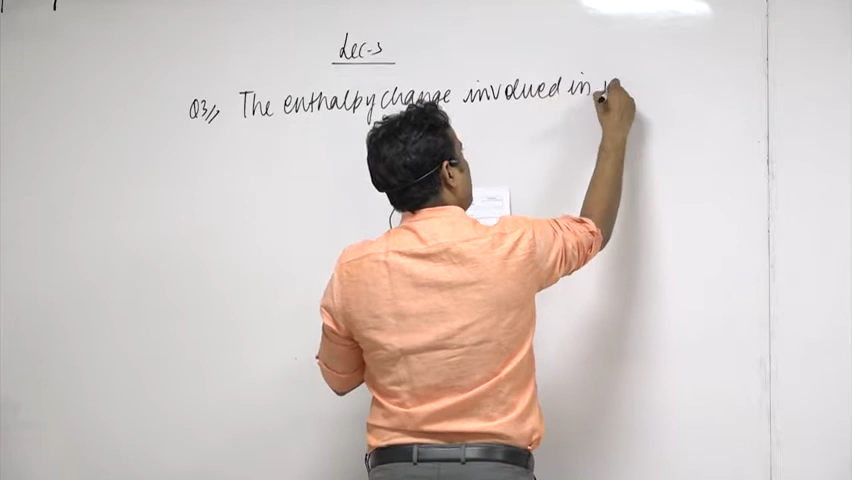 Lec-3
Q3, The enthalpy change involved in